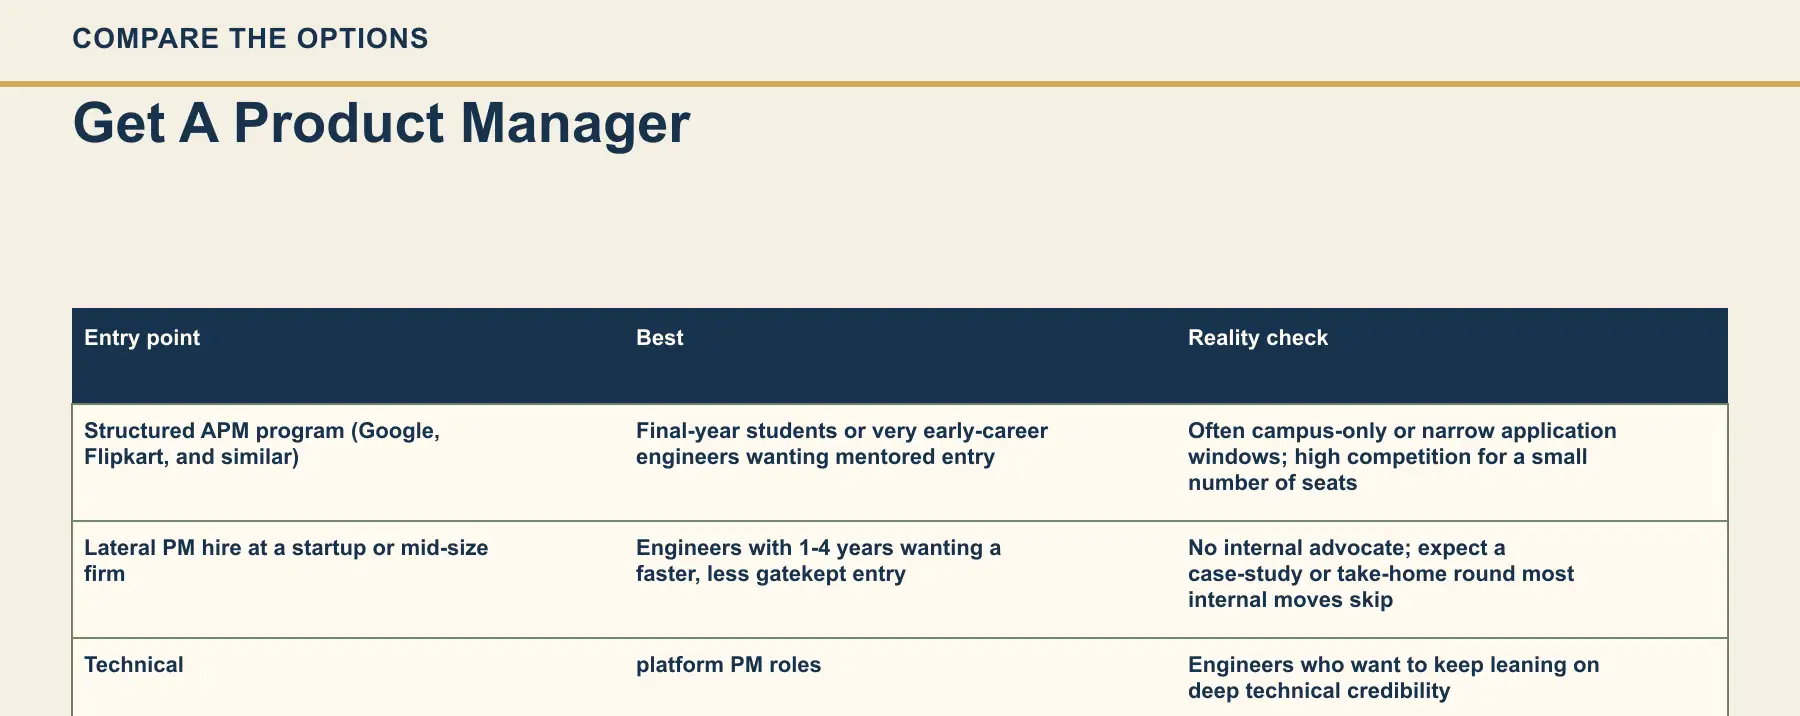 COMPARE THE OPTIONS
Get A Product Manager
Entry point
Best
Reality check
Structured APM program (Google,
Flipkart, and similar)
Final-year students or very early-career
engineers wanting mentored entry
Often campus-only or narrow application
windows; high competition for a small
number of seats
Lateral PM hire at a startup or mid-size
firm
Engineers with 1-4 years wanting a
faster, less gatekept entry
No internal advocate; expect a
case-study or take-home round most
internal moves skip
Technical
platform PM roles
Engineers who want to keep leaning on
deep technical credibility